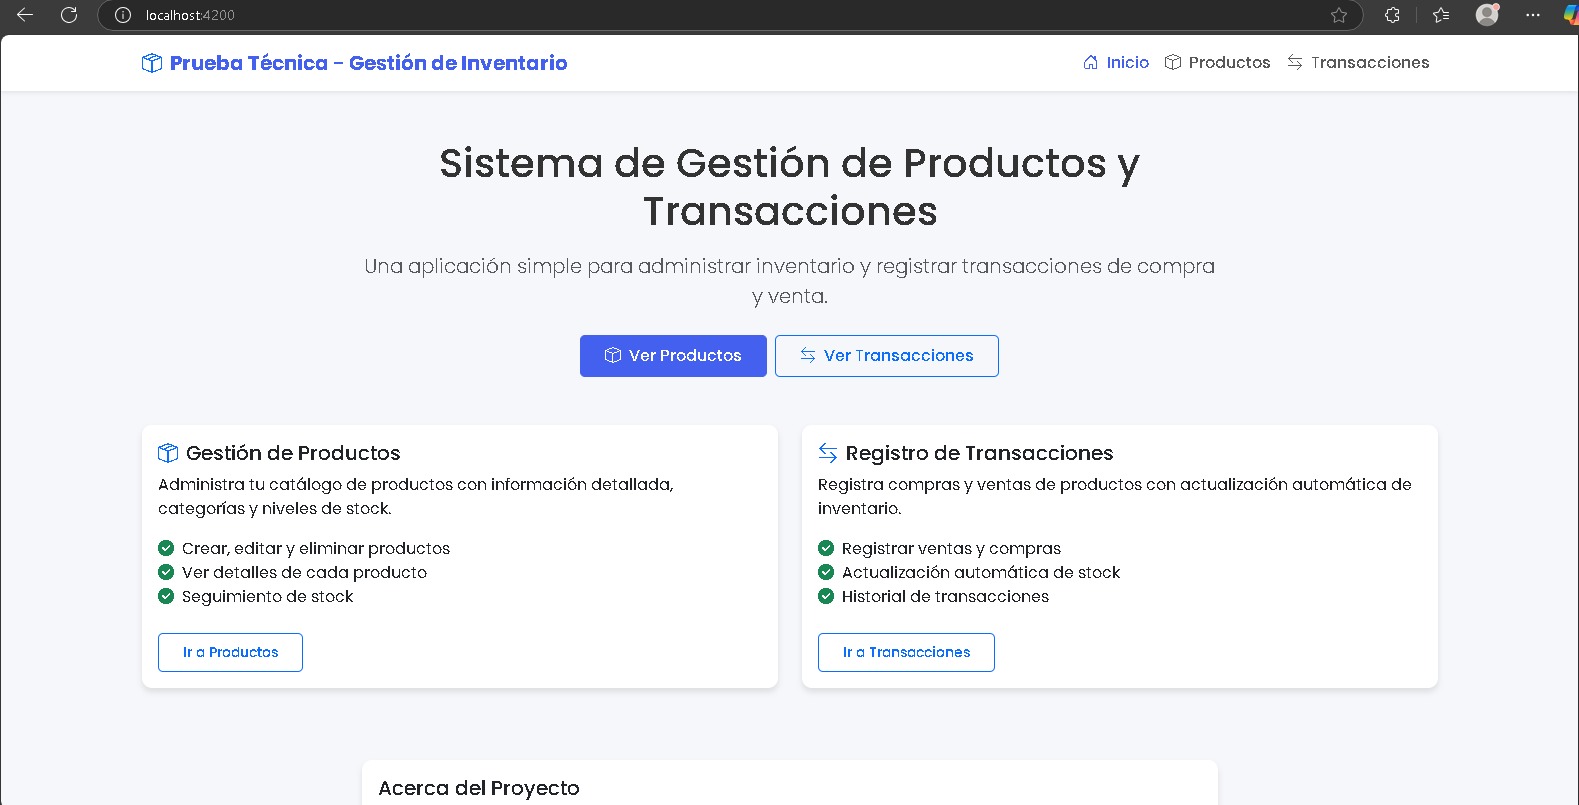 localhost:4200
Prueba Técnica - Gestión de Inventario
Inicio
Productos
Transacciones
Sistema de Gestión de Productos y
Transacciones
Una aplicación simple para administrar inventario y registrar transacciones de compra
y venta.
Ver Productos
Ver Transacciones
Gestión de Productos
Administra tu catálogo de productos con información detallada,
categorías y niveles de stock.
Crear, editar y eliminar productos
Ver detalles de cada producto
Seguimiento de stock
Ir a Productos
Registro de Transacciones
Registra compras y ventas de productos con actualización automática de
inventario.
Registrar ventas y compras
Actualización automática de stock
Historial de transacciones
Ir a Transacciones
Acerca del Proyecto